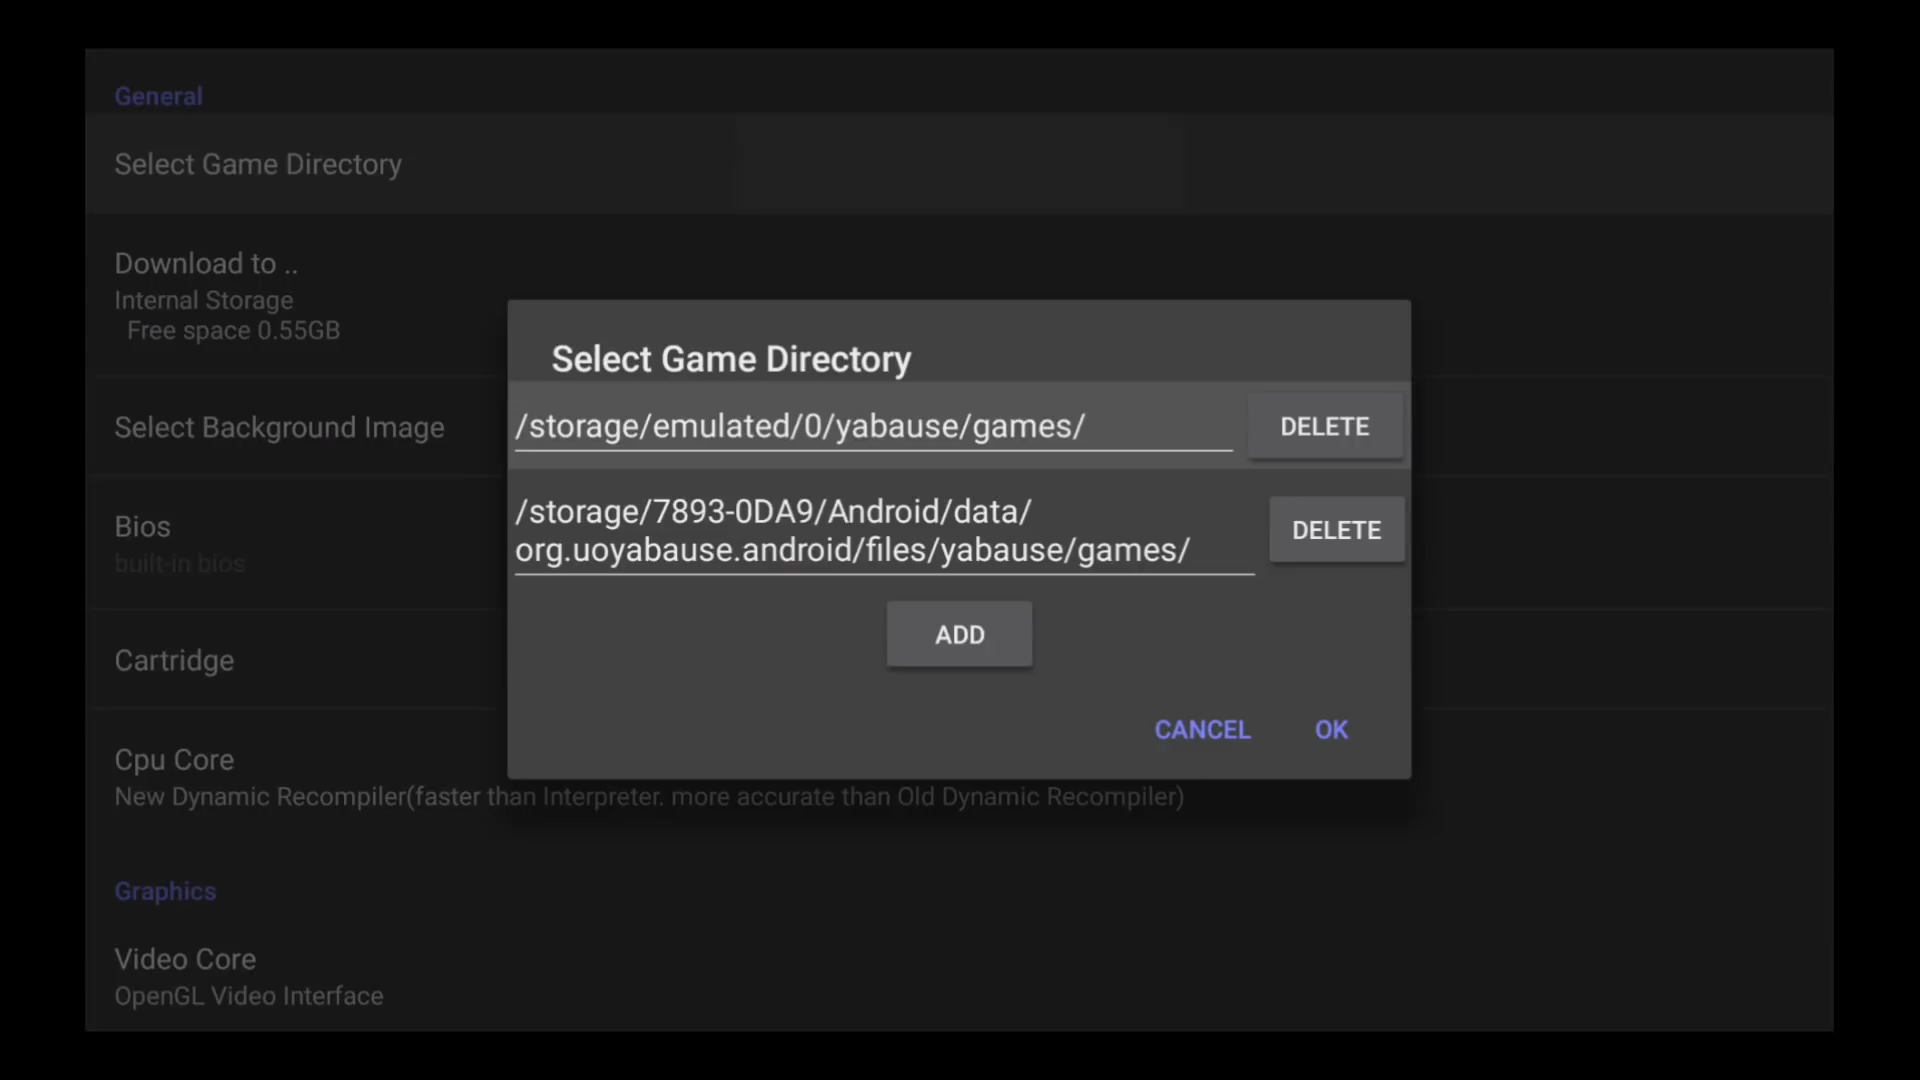 General
Select Game Directory
Download to ..
Internal Storage
Free space 0.55GB
Select Background Image
Bios
built-in bios
Cartridge
Cpu Core
New Dynamic Recompiler(faster than Interpreter. more accurate than Old Dynamic Recompiler)
Graphics
Video Core
OpenGL Video Interface
Select Game Directory
/storage/emulated/0/yabause/games/
DELETE
/storage/7893-0DA9/Android/data/
org.uoyabause.android/files/yabause/games/
DELETE
ADD
CANCEL
OK